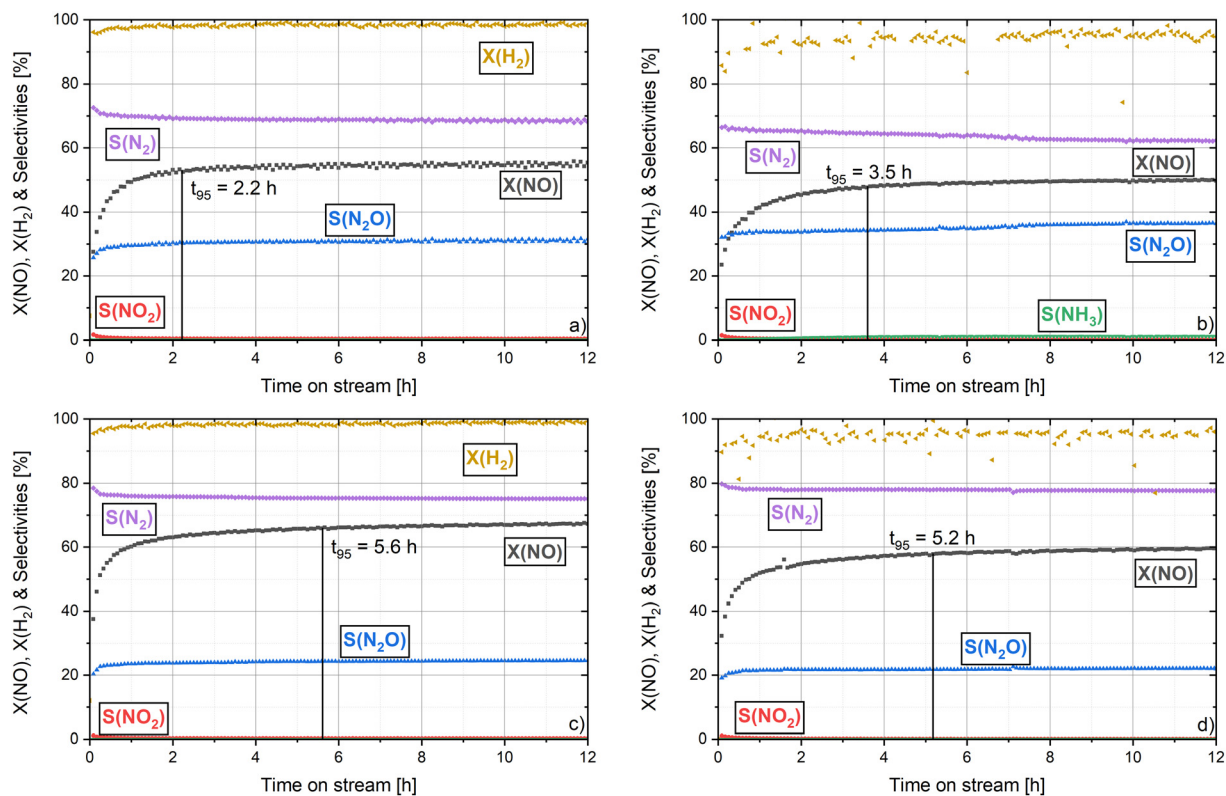 X(NO), X(H₂) & Selectivities [%]
100
80
60
40
20
0
X(H₂)
S(N₂)
X(NO)
t₉₅ = 2.2 h
S(N₂O)
S(NO₂)
a)
0 2 4 6 8 10 12
Time on stream [h]
X(NO), X(H₂) & Selectivities [%]
100
80
60
40
20
0
S(N₂)
X(NO)
t₉₅ = 3.5 h
S(N₂O)
S(NO₂)
S(NH₃)
b)
0 2 4 6 8 10 12
Time on stream [h]
X(NO), X(H₂) & Selectivities [%]
100
80
60
40
20
0
X(H₂)
S(N₂)
X(NO)
t₉₅ = 5.6 h
S(N₂O)
S(NO₂)
c)
0 2 4 6 8 10 12
Time on stream [h]
X(NO), X(H₂) & Selectivities [%]
100
80
60
40
20
0
S(N₂)
t₉₅ = 5.2 h
X(NO)
S(N₂O)
S(NO₂)
d)
0 2 4 6 8 10 12
Time on stream [h]